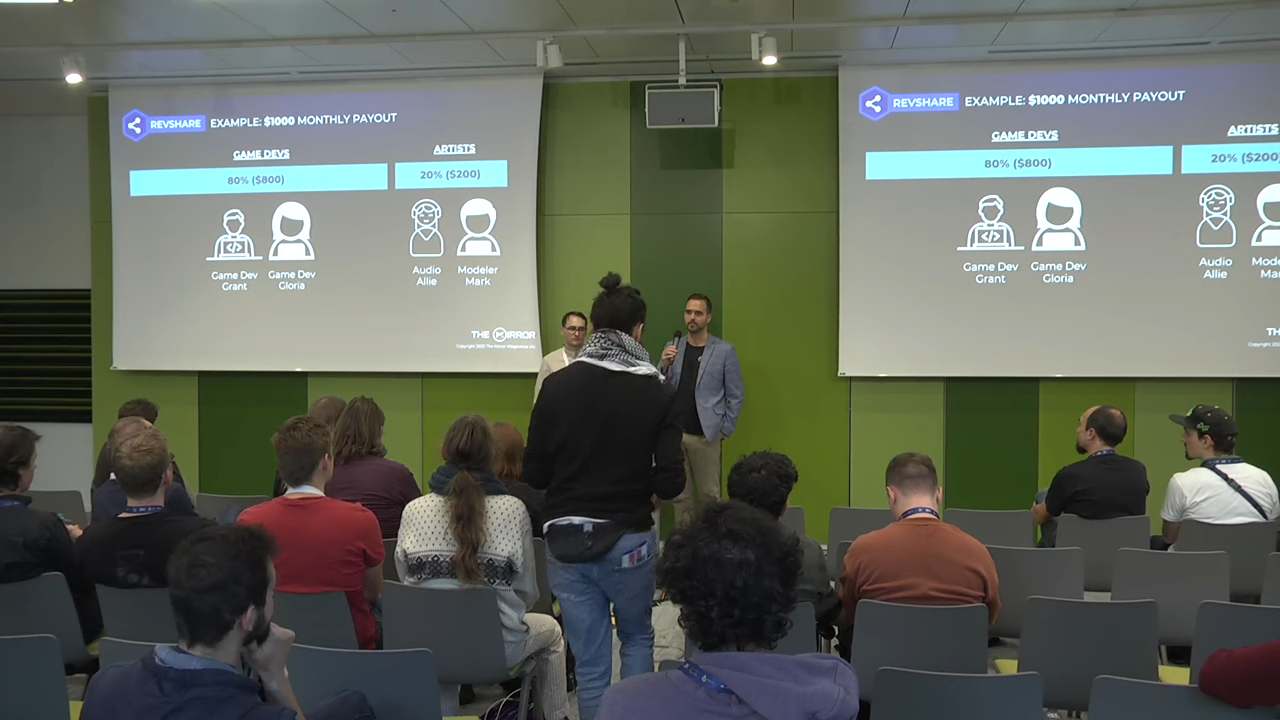 REVSHARE EXAMPLE: $1000 MONTHLY PAYOUT
GAME DEVS ARTISTS
80% ($800) 20% ($200)
Game Dev Grant
Game Dev Gloria
Audio Allie
Modeler Mark
THE MIRROR
REVSHARE EXAMPLE: $1000 MONTHLY PAYOUT
GAME DEVS ARTISTS
80% ($800) 20% ($200)
Game Dev Grant
Game Dev Gloria
Audio Allie